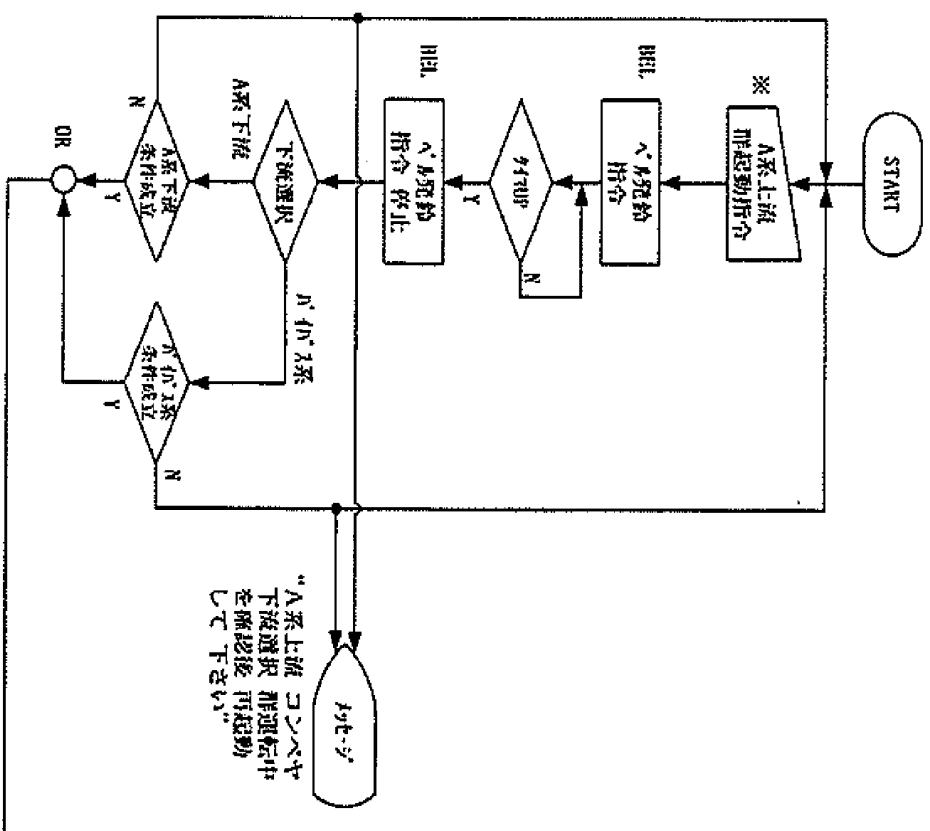 START
※
A系上流
群起動指令
BEL
ベル発鈴
指令
タイマUP
N
Y
BEL
ベル発鈴
指令 停止
下流選択
A系下流
バイパス系
A系下流
条件成立
N
Y
バイパス系
条件成立
Y
N
OR
メッセージ
"A系上流 コンベヤ
下流選択 群運転中
を確認後 再起動
して 下さい"